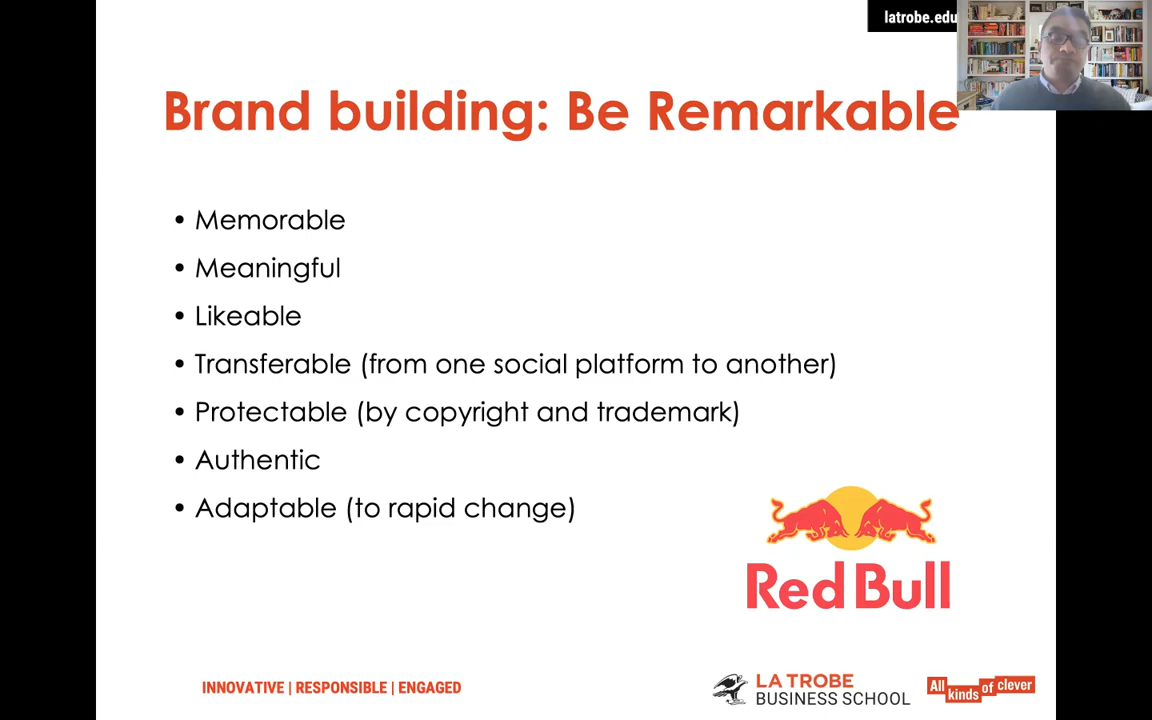 latrobe.edu
Brand building: Be Remarkable
• Memorable
• Meaningful
• Likeable
• Transferable (from one social platform to another)
• Protectable (by copyright and trademark)
• Authentic
• Adaptable (to rapid change)
Red Bull
INNOVATIVE | RESPONSIBLE | ENGAGED
LA TROBE
BUSINESS SCHOOL
All kinds of clever